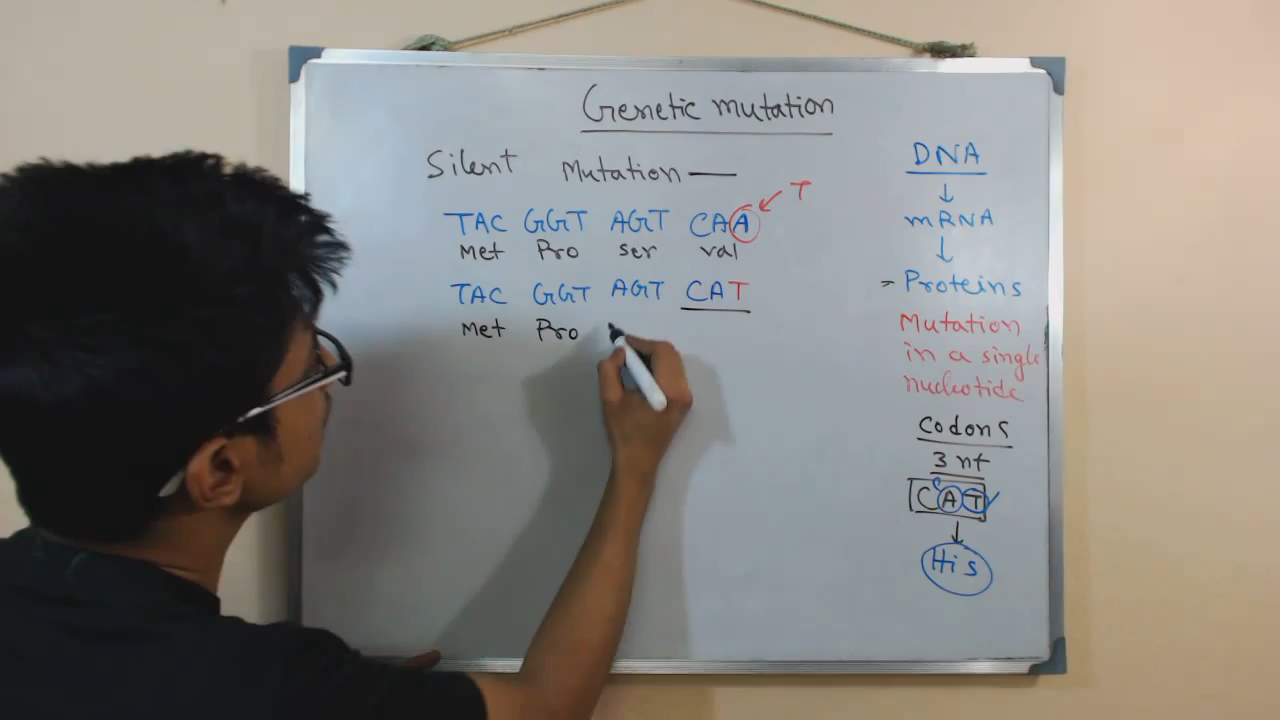 Genetic mutation
Silent Mutation —
T
TAC GGT AGT CAA
Met Pro ser val
TAC GGT AGT CAT
Met Pro
DNA
↓
mRNA
↓
- Proteins
Mutation
in a single
nucleotide
Codons
3 nt
CAT
↓
His